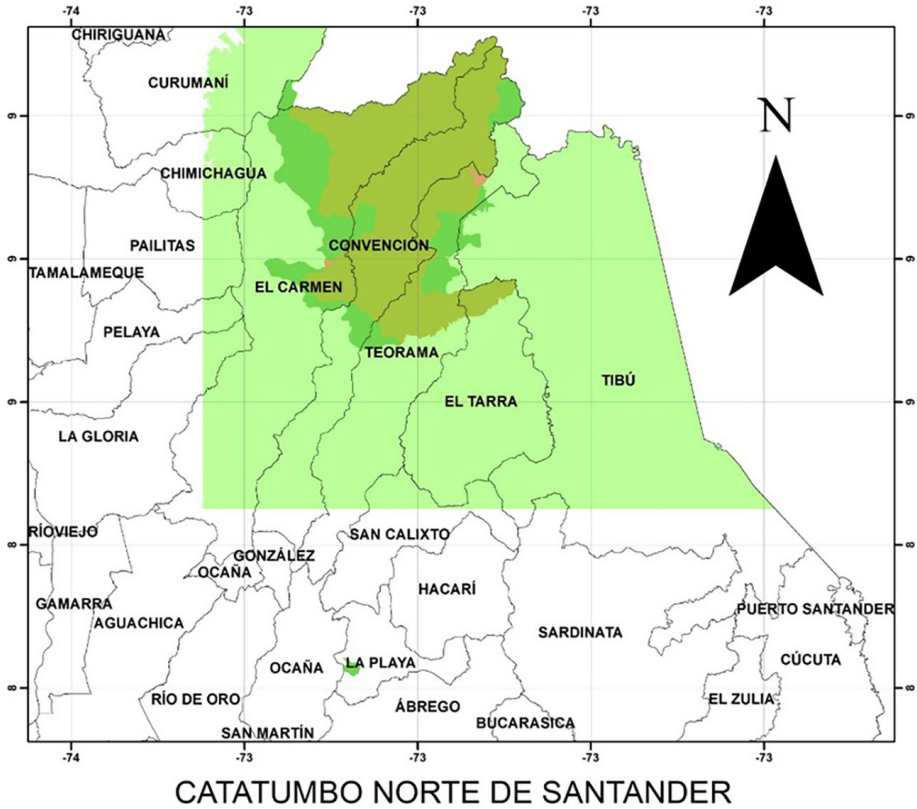 -74 -73 -73 -73 -73
CHIRIGUANÁ
CURUMANÍ
9 9
N
CHIMICHAGUA
PAILITAS
CONVENCIÓN
9 9
TAMALAMEQUE
EL CARMEN
PELAYA
TEORAMA
TIBÚ
9 9
EL TARRA
LA GLORIA
RÍOVIEJO
SAN CALIXTO
8 8
GONZÁLEZ
OCAÑA
HACARÍ
GAMARRA
PUERTO SANTANDER
AGUACHICA
SARDINATA
CÚCUTA
OCAÑA
LA PLAYA
8 8
RÍO DE ORO
EL ZULIA
ÁBREGO
BUCARASICA
SAN MARTÍN
-74 -73 -73 -73 -73
CATATUMBO NORTE DE SANTANDER